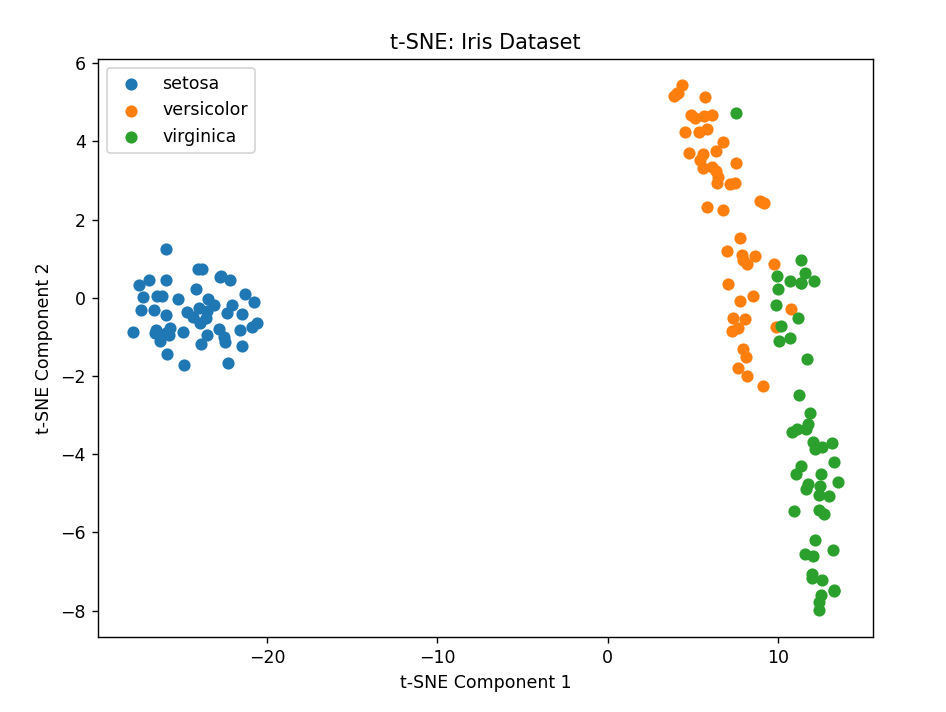 t-SNE: Iris Dataset
setosa
versicolor
virginica
6
4
2
0
−2
−4
−6
−8
t-SNE Component 2
−20
−10
0
10
t-SNE Component 1